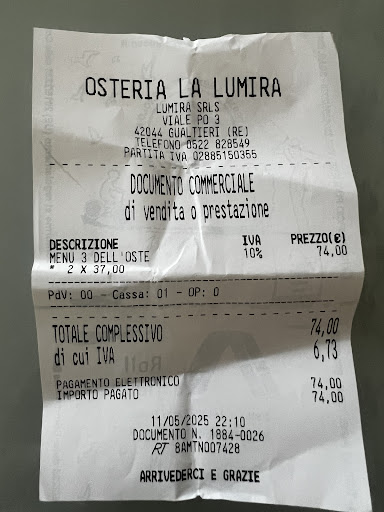 OSTERIA LA LUMIRA
LUMIRA SRLS
VIALE PO 3
42044 GUALTIERI (RE)
TELEFONO 0522 828549
PARTITA IVA 02885150355
DOCUMENTO COMMERCIALE
di vendita o prestazione
DESCRIZIONE IVA PREZZO(€)
MENU 3 DELL'OSTE 10% 74,00
* 2 X 37,00
PdV: 00 - Cassa: 01 - OP: 0
TOTALE COMPLESSIVO 74,00
di cui IVA 6,73
PAGAMENTO ELETTRONICO 74,00
IMPORTO PAGATO 74,00
11/05/2025 22:10
DOCUMENTO N. 1884-0026
RT 8AMTN007428
ARRIVEDERCI E GRAZIE